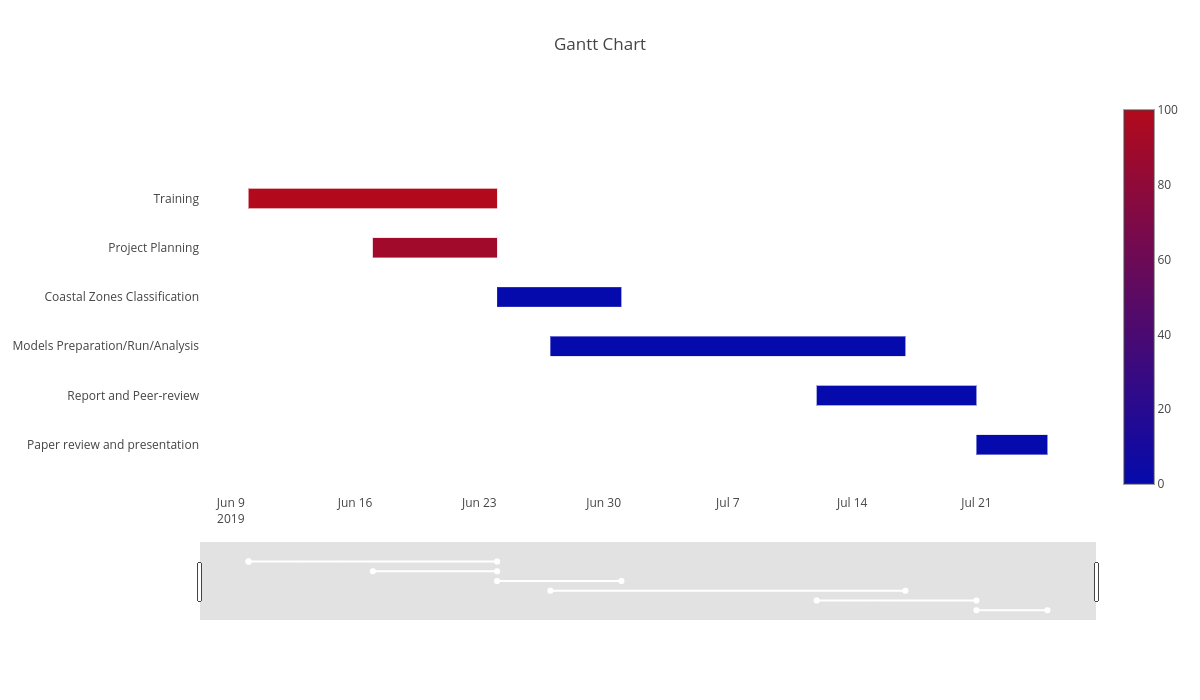 Gantt Chart
100
80
60
40
20
0
Training
Project Planning
Coastal Zones Classification
Models Preparation/Run/Analysis
Report and Peer-review
Paper review and presentation
Jun 9 Jun 16 Jun 23 Jun 30 Jul 7 Jul 14 Jul 21
2019